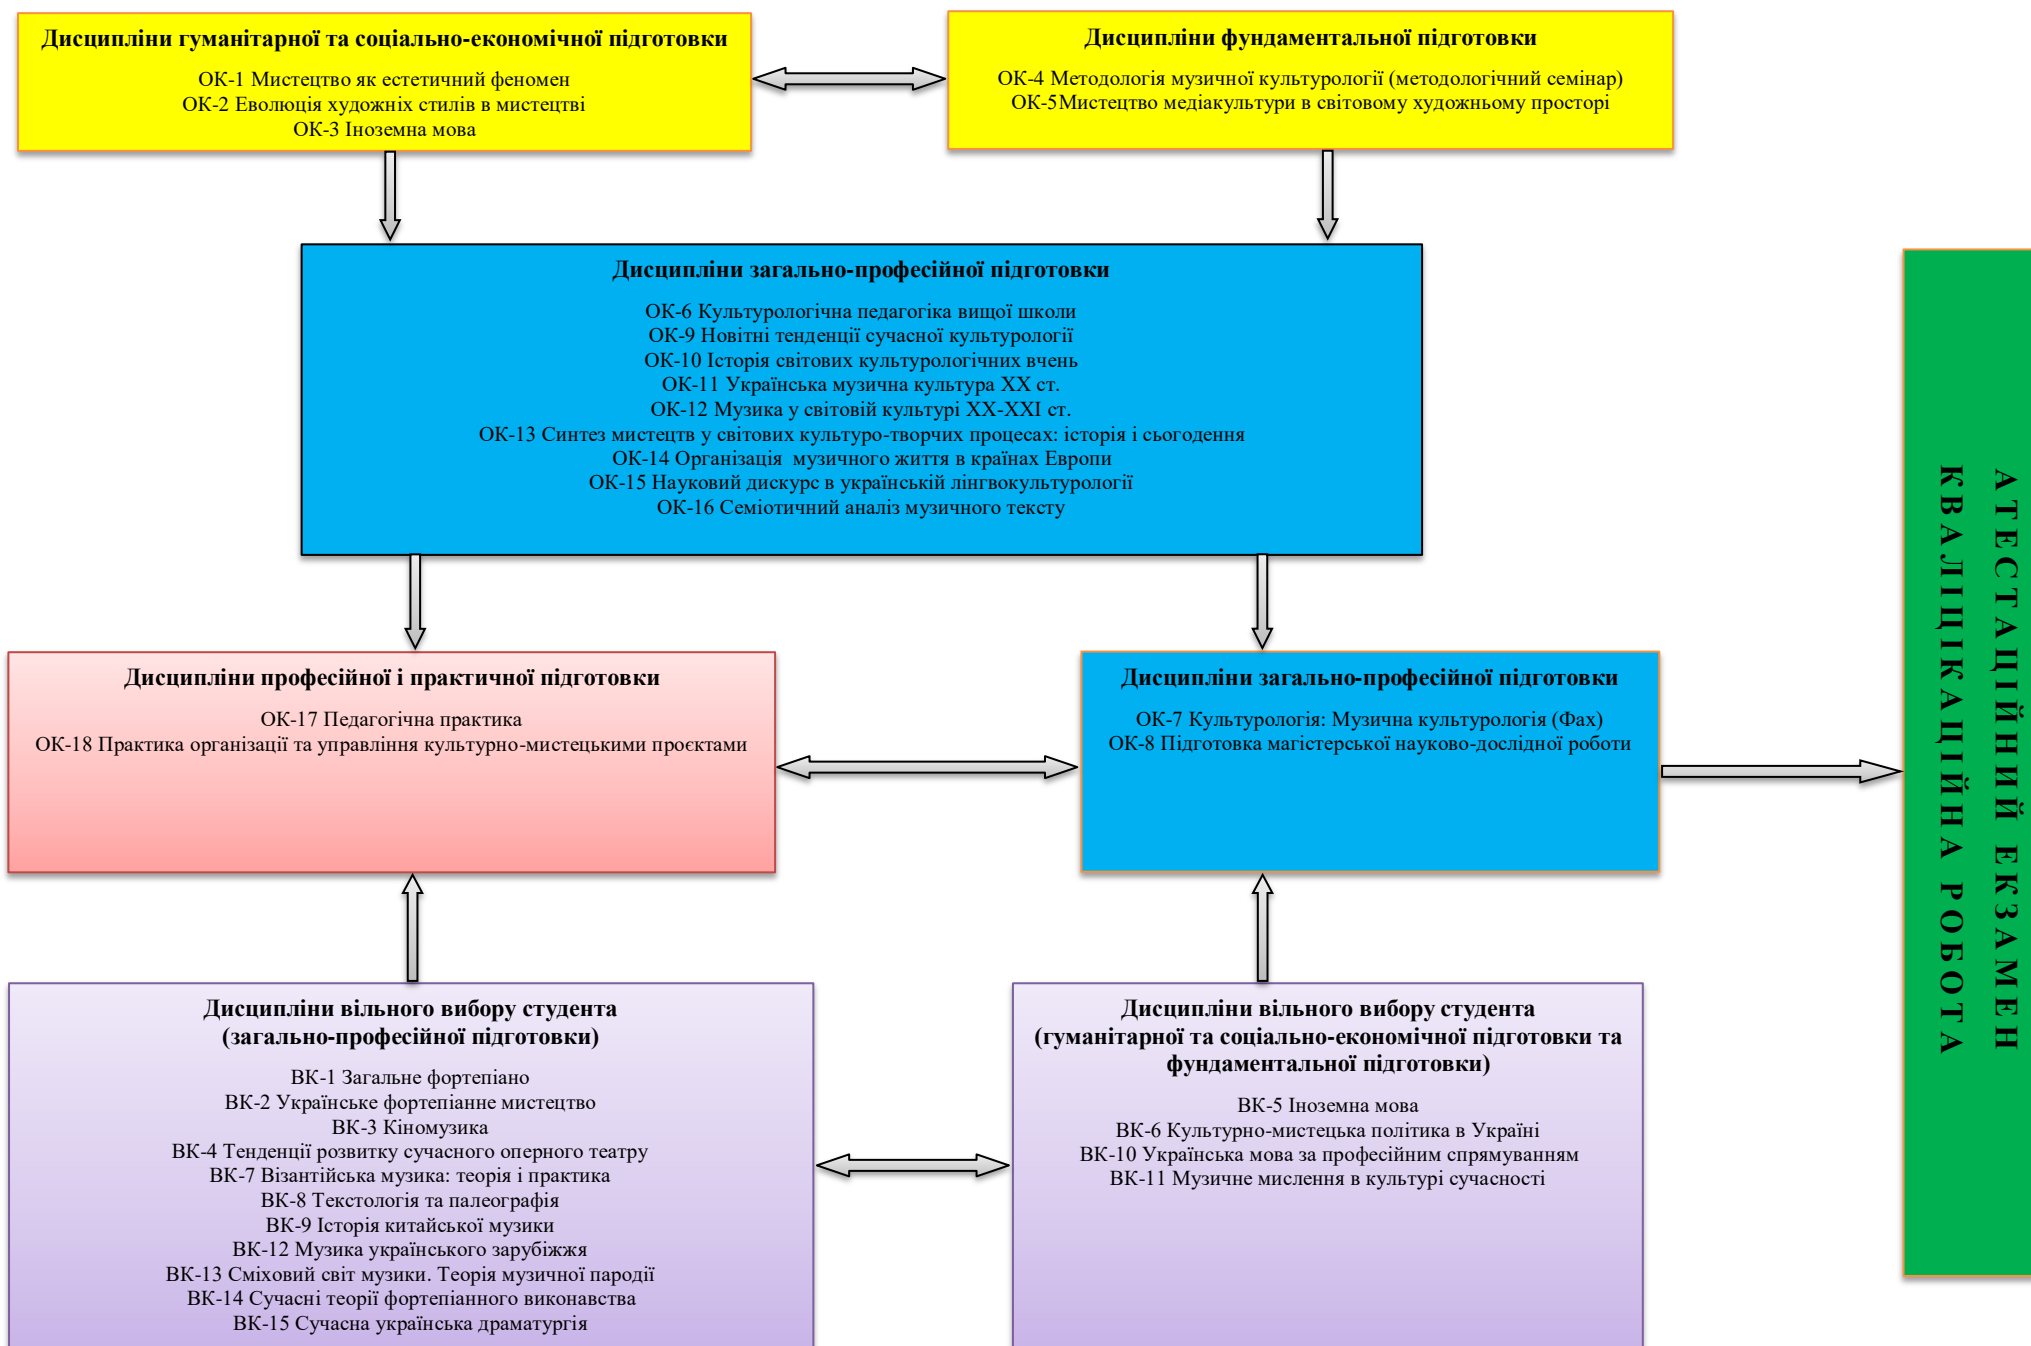 Дисципліни гуманітарної та соціально-економічної підготовки
ОК-1 Мистецтво як естетичний феномен
ОК-2 Еволюція художніх стилів в мистецтві
ОК-3 Іноземна мова
Дисципліни фундаментальної підготовки
ОК-4 Методологія музичної культурології (методологічний семінар)
ОК-5Мистецтво медіакультури в світовому художньому просторі
Дисципліни загально-професійної підготовки
ОК-6 Культурологічна педагогіка вищої школи
ОК-9 Новітні тенденції сучасної культурології
ОК-10 Історія світових культурологічних вчень
ОК-11 Українська музична культура ХХ ст.
ОК-12 Музика у світовій культурі ХХ-ХХІ ст.
ОК-13 Синтез мистецтв у світових культуро-творчих процесах: історія і сьогодення
ОК-14 Організація музичного життя в країнах Европи
ОК-15 Науковий дискурс в українській лінгвокультурології
ОК-16 Семіотичний аналіз музичного тексту
Дисципліни професійної і практичної підготовки
ОК-17 Педагогічна практика
ОК-18 Практика організації та управління культурно-мистецькими проєктами
Дисципліни загально-професійної підготовки
ОК-7 Культурологія: Музична культурологія (Фах)
ОК-8 Підготовка магістерської науково-дослідної роботи
Дисципліни вільного вибору студента
(загально-професійної підготовки)
ВК-1 Загальне фортепіано
ВК-2 Українське фортепіанне мистецтво
ВК-3 Кіномузика
ВК-4 Тенденції розвитку сучасного оперного театру
ВК-7 Візантійська музика: теорія і практика
ВК-8 Текстологія та палеографія
ВК-9 Історія китайської музики
ВК-12 Музика українського зарубіжжя
ВК-13 Сміховий світ музики. Теорія музичної пародії
ВК-14 Сучасні теорії фортепіанного виконавства
ВК-15 Сучасна українська драматургія
Дисципліни вільного вибору студента
(гуманітарної та соціально-економічної підготовки та
фундаментальної підготовки)
ВК-5 Іноземна мова
ВК-6 Культурно-мистецька політика в Україні
ВК-10 Українська мова за професійним спрямуванням
ВК-11 Музичне мислення в культурі сучасності
АТЕСТАЦІЙНИЙ ЕКЗАМЕН
КВАЛІЦІКАЦІЙНА РОБОТА